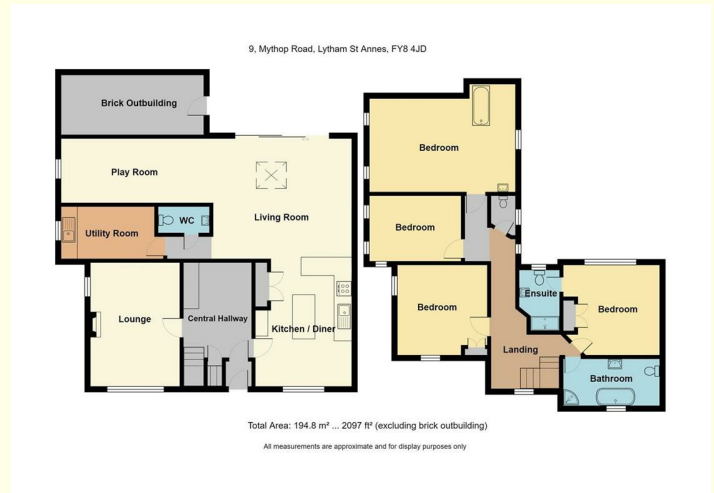 9, Mythop Road, Lytham St Annes, FY8 4JD
Brick Outbuilding
Play Room
Living Room
WC
Utility Room
Lounge
Central Hallway
Kitchen / Diner
Bedroom
Bedroom
Bedroom
Ensuite
Bedroom
Landing
Bathroom
Total Area: 194.8 m² ... 2097 ft² (excluding brick outbuilding)
All measurements are approximate and for display purposes only